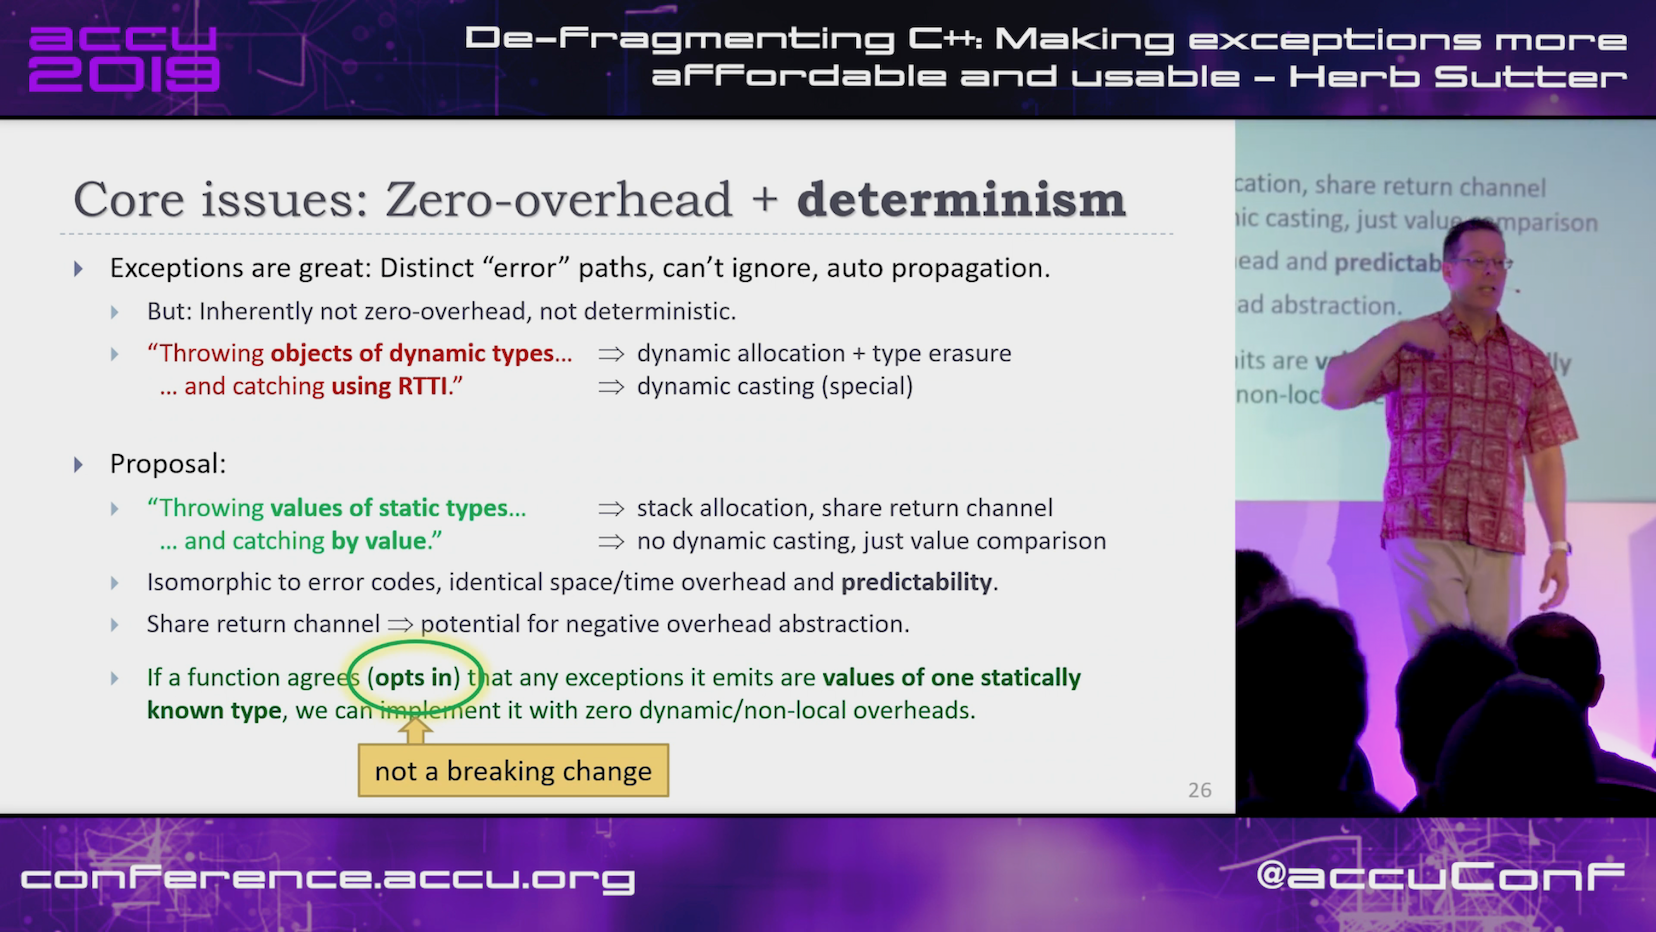 accu
2019
De-Fragmenting C++: Making exceptions more
affordable and usable - Herb Sutter
Core issues: Zero-overhead + determinism
Exceptions are great: Distinct “error” paths, can’t ignore, auto propagation.
But: Inherently not zero-overhead, not deterministic.
“Throwing objects of dynamic types… ⇒ dynamic allocation + type erasure
… and catching using RTTI.” ⇒ dynamic casting (special)
Proposal:
“Throwing values of static types… ⇒ stack allocation, share return channel
… and catching by value.” ⇒ no dynamic casting, just value comparison
Isomorphic to error codes, identical space/time overhead and predictability.
Share return channel ⇒ potential for negative overhead abstraction.
If a function agrees (opts in) that any exceptions it emits are values of one statically
known type, we can implement it with zero dynamic/non-local overheads.
not a breaking change
26
cation, share return channel
ic casting, just value comparison
ead and predictab
ad abstraction.
its are ly
non-loc
conference.accu.org
@accuConf